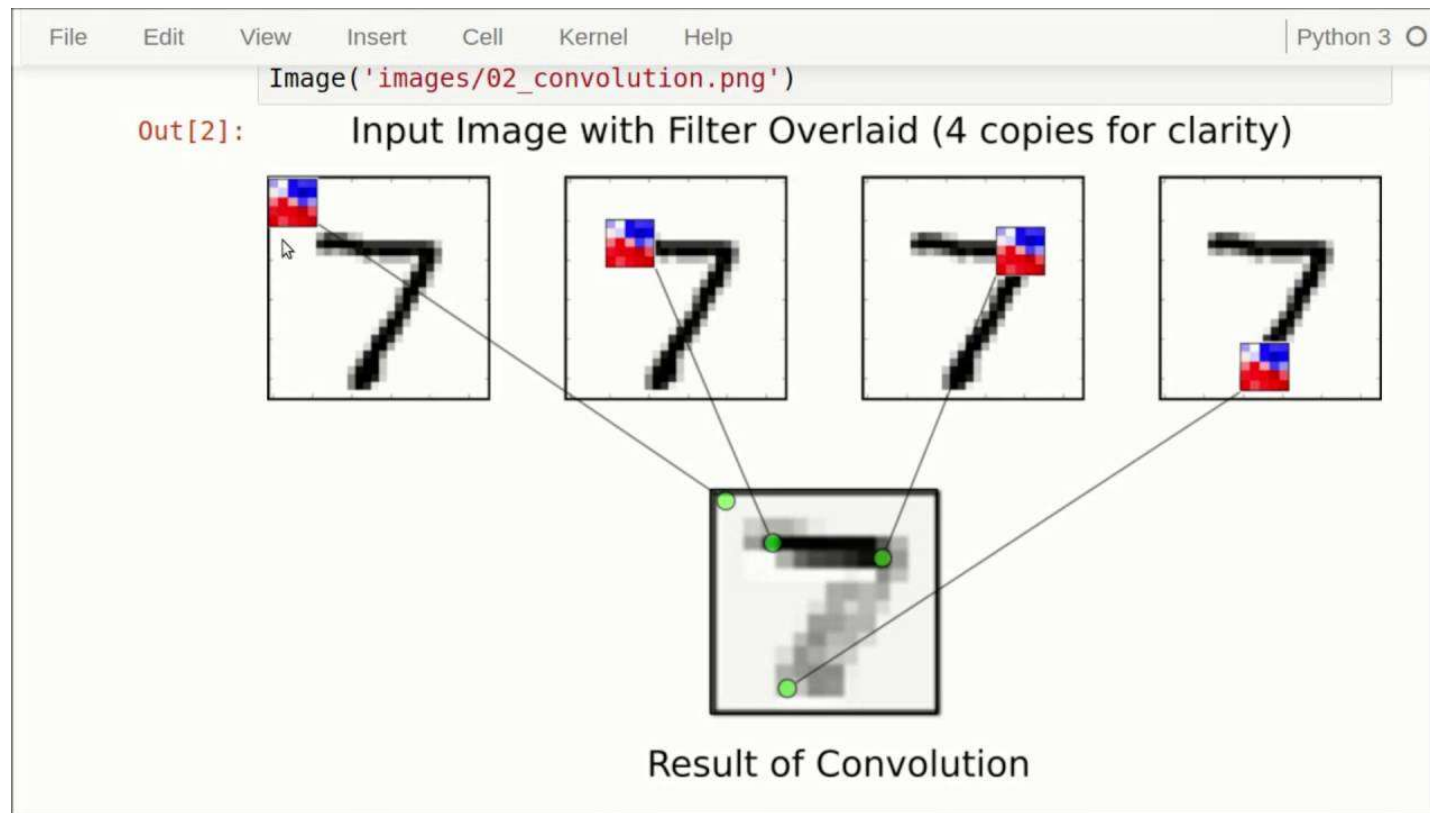 File Edit View Insert Cell Kernel Help Python 3
Image('images/02_convolution.png')
Out[2]: Input Image with Filter Overlaid (4 copies for clarity)
Result of Convolution